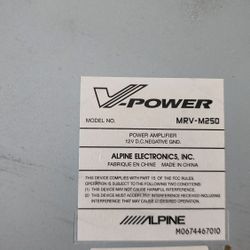 V-POWER
MODEL NO. MRV-M250
POWER AMPLIFIER
12V D.C.NEGATIVE GND.
ALPINE ELECTRONICS, INC.
FABRIQUÉ EN CHINE / MADE IN CHINA
THIS DEVICE COMPLIES WITH PART 15 OF THE FCC RULES.
OPERATION IS SUBJECT TO THE FOLLOWING TWO CONDITIONS:
(1) THIS DEVICE MAY NOT CAUSE HARMFUL INTERFERENCE, AND
(2) THIS DEVICE MUST ACCEPT ANY INTERFERENCE RECEIVED INCLUDING
INTERFERENCE THAT MAY CAUSE UNDESIRED OPERATION.
ALPINE
M0674467010